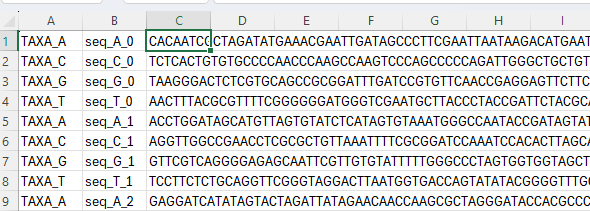 A B C D E F G H I
1 TAXA_A seq_A_0 CACAATCGCTAGATATGAAACGAATTGATAGCCCTTCGAATTAATAAGACATGAAT
2 TAXA_C seq_C_0 TCTCACTGTGTGCCCCAACCCAAGCCAAGTCCCAGCCCCCAGATTGGGCTGCTGT
3 TAXA_G seq_G_0 TAAGGGACTCTCGTGCAGCCGCGGATTTGATCCGTGTTCAACCGAGGAGTTCTTC
4 TAXA_T seq_T_0 AACTTTACGCGTTTTCGGGGGGATGGGTCGAATGCTTACCCTACCGATTCTACGCA
5 TAXA_A seq_A_1 ACCTGGATAGCATGTTAGTGTATCTCATAGTGTAAATGGGCCAATACCGATAGTAT
6 TAXA_C seq_C_1 AGGTTGGCCGAACCTCGCGCTGTTAAATTTTCGCGGATCCAAATCCACACTTAGCA
7 TAXA_G seq_G_1 GTTCGTCAGGGGAGAGCAATTCGTTGTGTATTTTTGGGCCCTAGTGGTGGTAGCT
8 TAXA_T seq_T_1 TCCTTCTCTGCAGGTTCGGGTAGGACTTAATGGTGACCAGTATATACGGGGTTTGC
9 TAXA_A seq_A_2 GAGGATCATATAGTACTAGATTATAGAACAACCAAGCGCTAGGGATACCACGCCC